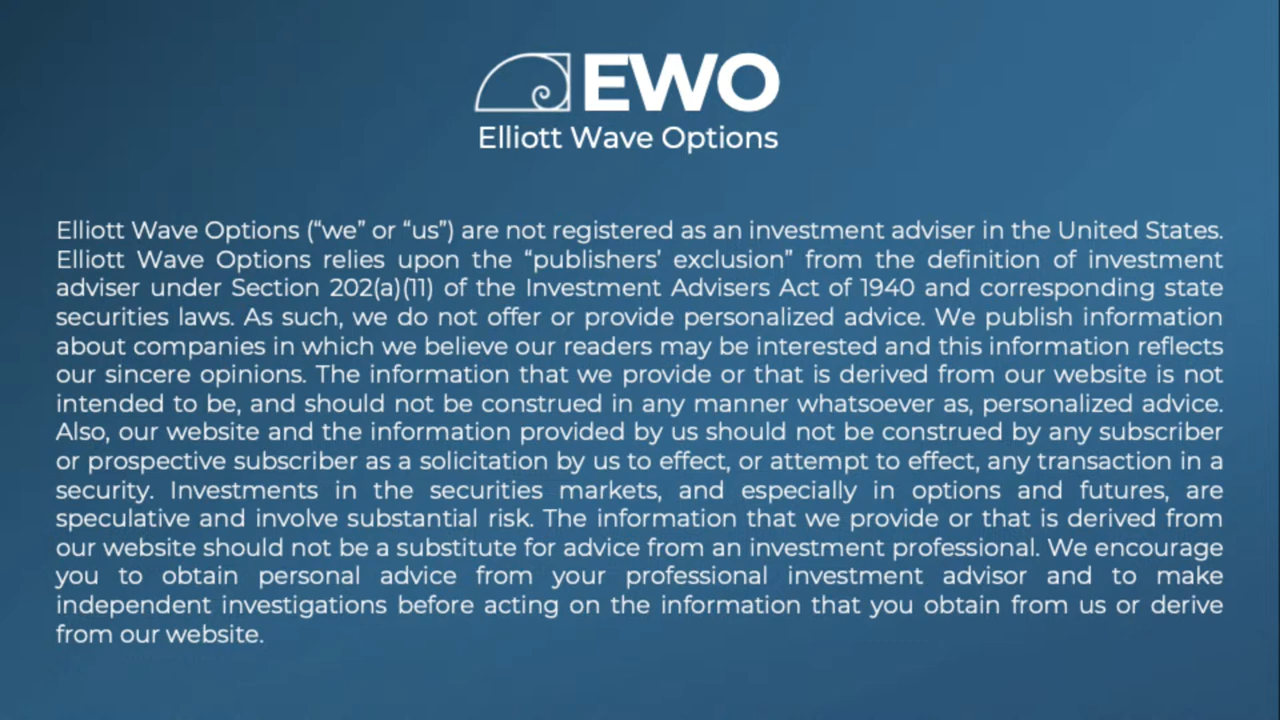 EWO
Elliott Wave Options
Elliott Wave Options (“we” or “us”) are not registered as an investment adviser in the United States.
Elliott Wave Options relies upon the “publishers’ exclusion” from the definition of investment
adviser under Section 202(a)(11) of the Investment Advisers Act of 1940 and corresponding state
securities laws. As such, we do not offer or provide personalized advice. We publish information
about companies in which we believe our readers may be interested and this information reflects
our sincere opinions. The information that we provide or that is derived from our website is not
intended to be, and should not be construed in any manner whatsoever as, personalized advice.
Also, our website and the information provided by us should not be construed by any subscriber
or prospective subscriber as a solicitation by us to effect, or attempt to effect, any transaction in a
security. Investments in the securities markets, and especially in options and futures, are
speculative and involve substantial risk. The information that we provide or that is derived from
our website should not be a substitute for advice from an investment professional. We encourage
you to obtain personal advice from your professional investment advisor and to make
independent investigations before acting on the information that you obtain from us or derive
from our website.